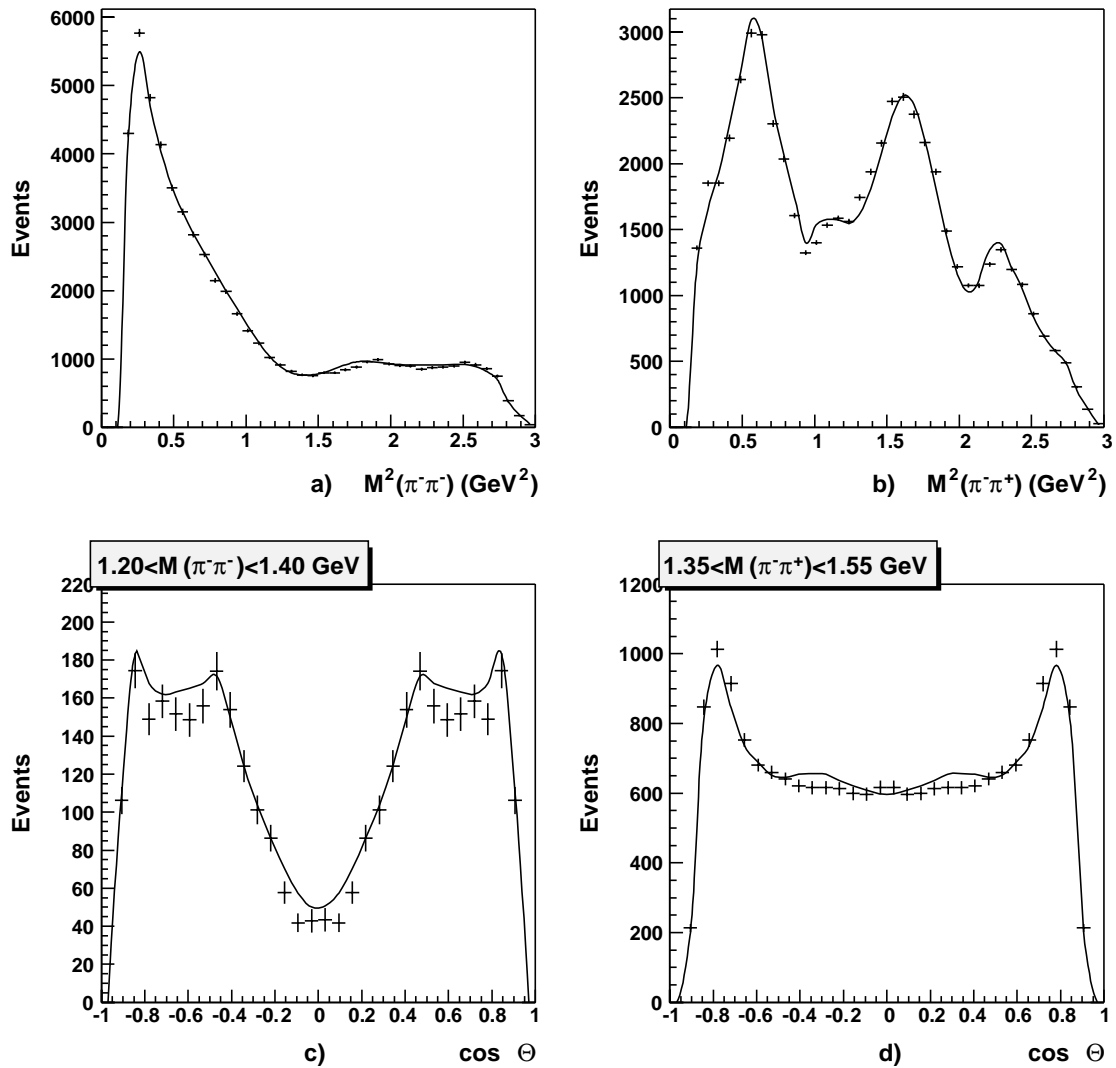 Events
6000
5000
4000
3000
2000
1000
0
0 0.5 1 1.5 2 2.5 3
a) M²(π⁻π⁻) (GeV²)
Events
3000
2500
2000
1500
1000
500
0
0 0.5 1 1.5 2 2.5 3
b) M²(π⁻π⁺) (GeV²)
1.20<M (π⁻π⁻)<1.40 GeV
Events
220
200
180
160
140
120
100
80
60
40
20
0
-1 -0.8 -0.6 -0.4 -0.2 0 0.2 0.4 0.6 0.8 1
c) cos Θ
1.35<M (π⁻π⁺)<1.55 GeV
Events
1200
1000
800
600
400
200
0
-1 -0.8 -0.6 -0.4 -0.2 0 0.2 0.4 0.6 0.8 1
d) cos Θ